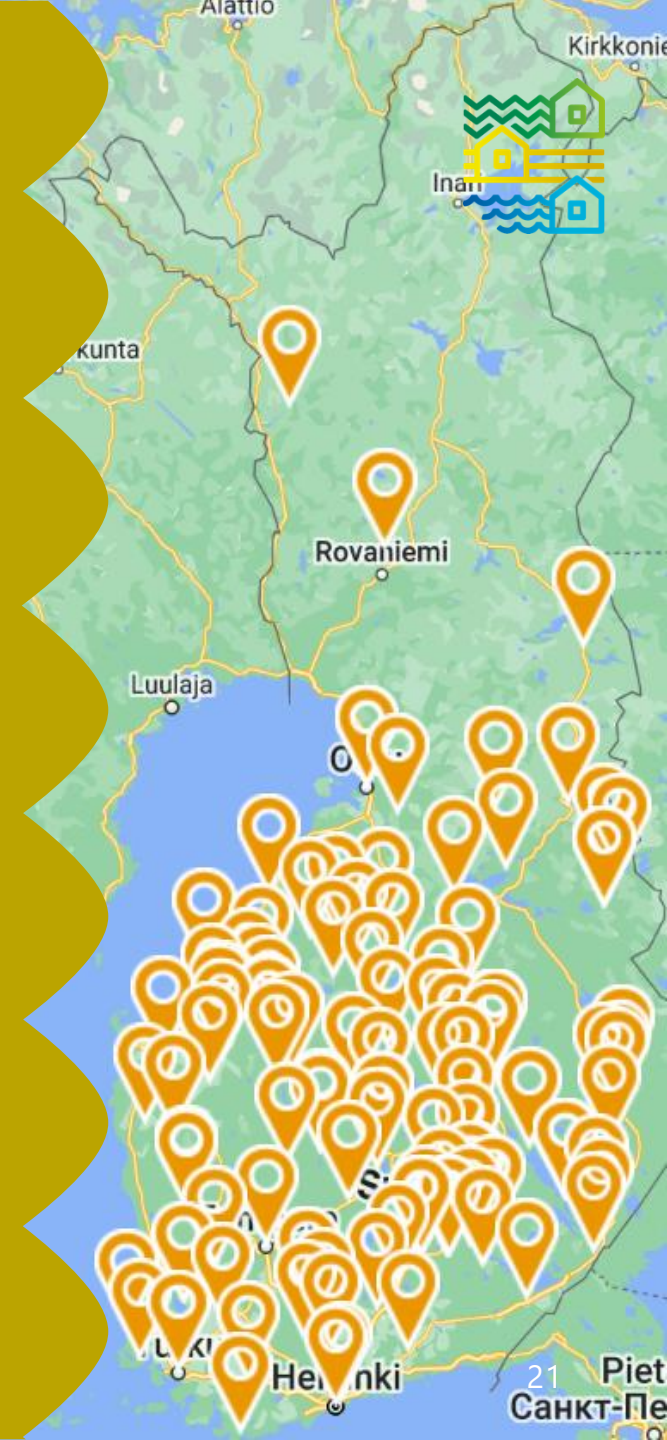 Alattio
Kirkkonie
Inari
kunta
Rovaniemi
Luulaja
Helsinki
21
Piet
Санкт-Пе